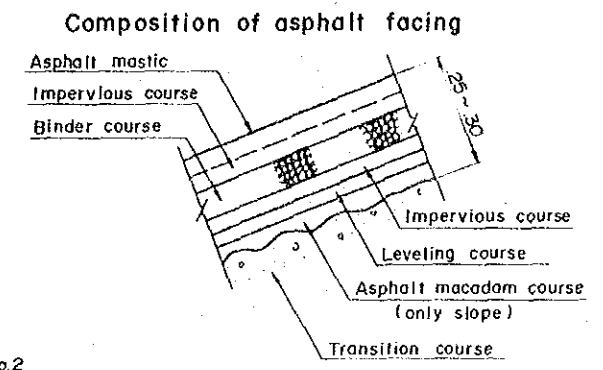 Composition of asphalt facing
Asphalt mastic
Impervious course
Binder course
25~30
Impervious course
Leveling course
Asphalt macadam course
(only slope)
Transition course